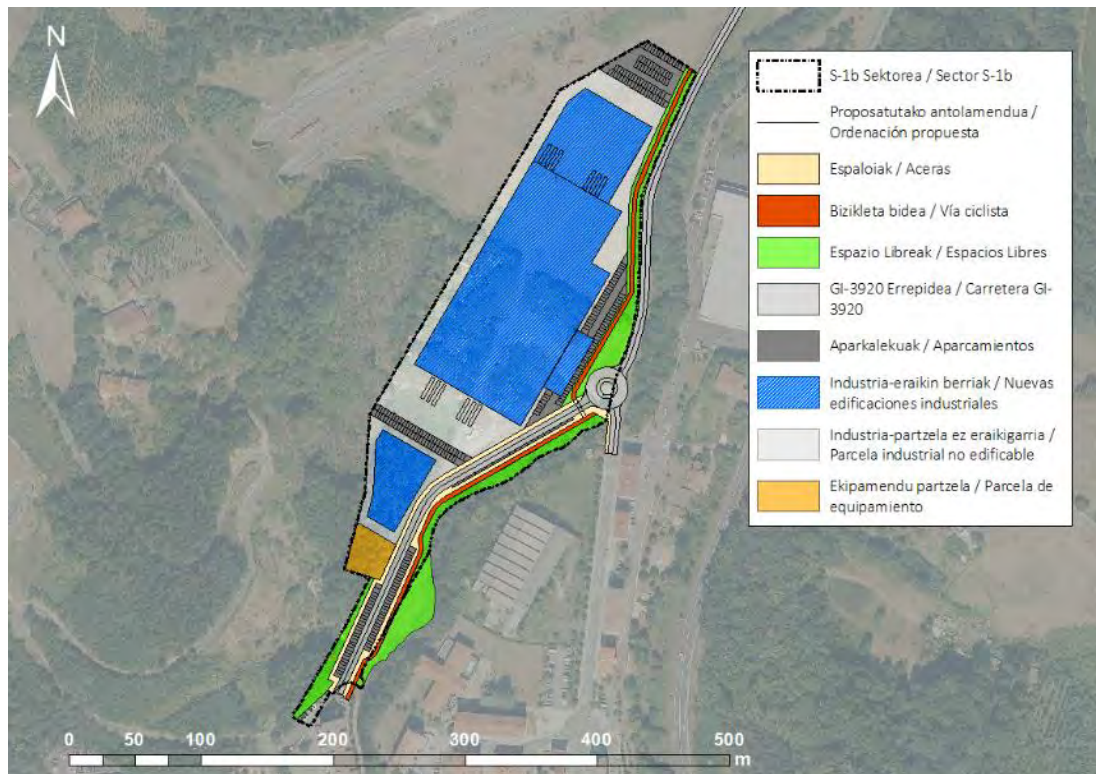 N
S-1b Sektorea / Sector S-1b
Proposatutako antolamendua /
Ordenación propuesta
Espaloiak / Aceras
Bizikleta bidea / Vía ciclista
Espazio Libreak / Espacios Libres
GI-3920 Errepidea / Carretera GI-
3920
Aparkalekuak / Aparcamientos
Industria-eraikin berriak / Nuevas
edificaciones industriales
Industria-partzela ez eraikigarria /
Parcela industrial no edificable
Ekipamendu partzela / Parcela de
equipamiento
0 50 100 200 300 400 500
m